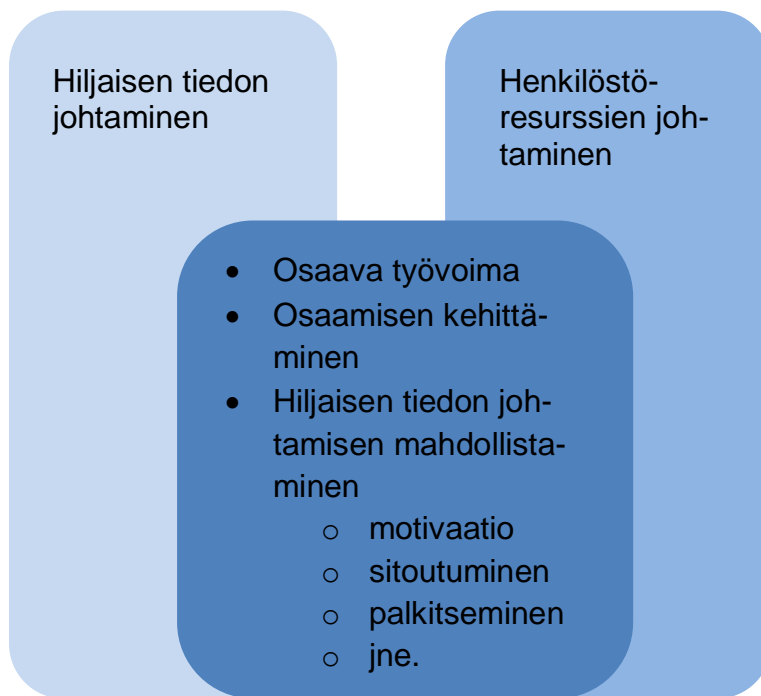 Hiljaisen tiedon
johtaminen
Henkilöstö-
resurssien joh-
taminen
• Osaava työvoima
• Osaamisen kehittä-
minen
• Hiljaisen tiedon joh-
tamisen mahdollista-
minen
o motivaatio
o sitoutuminen
o palkitseminen
o jne.